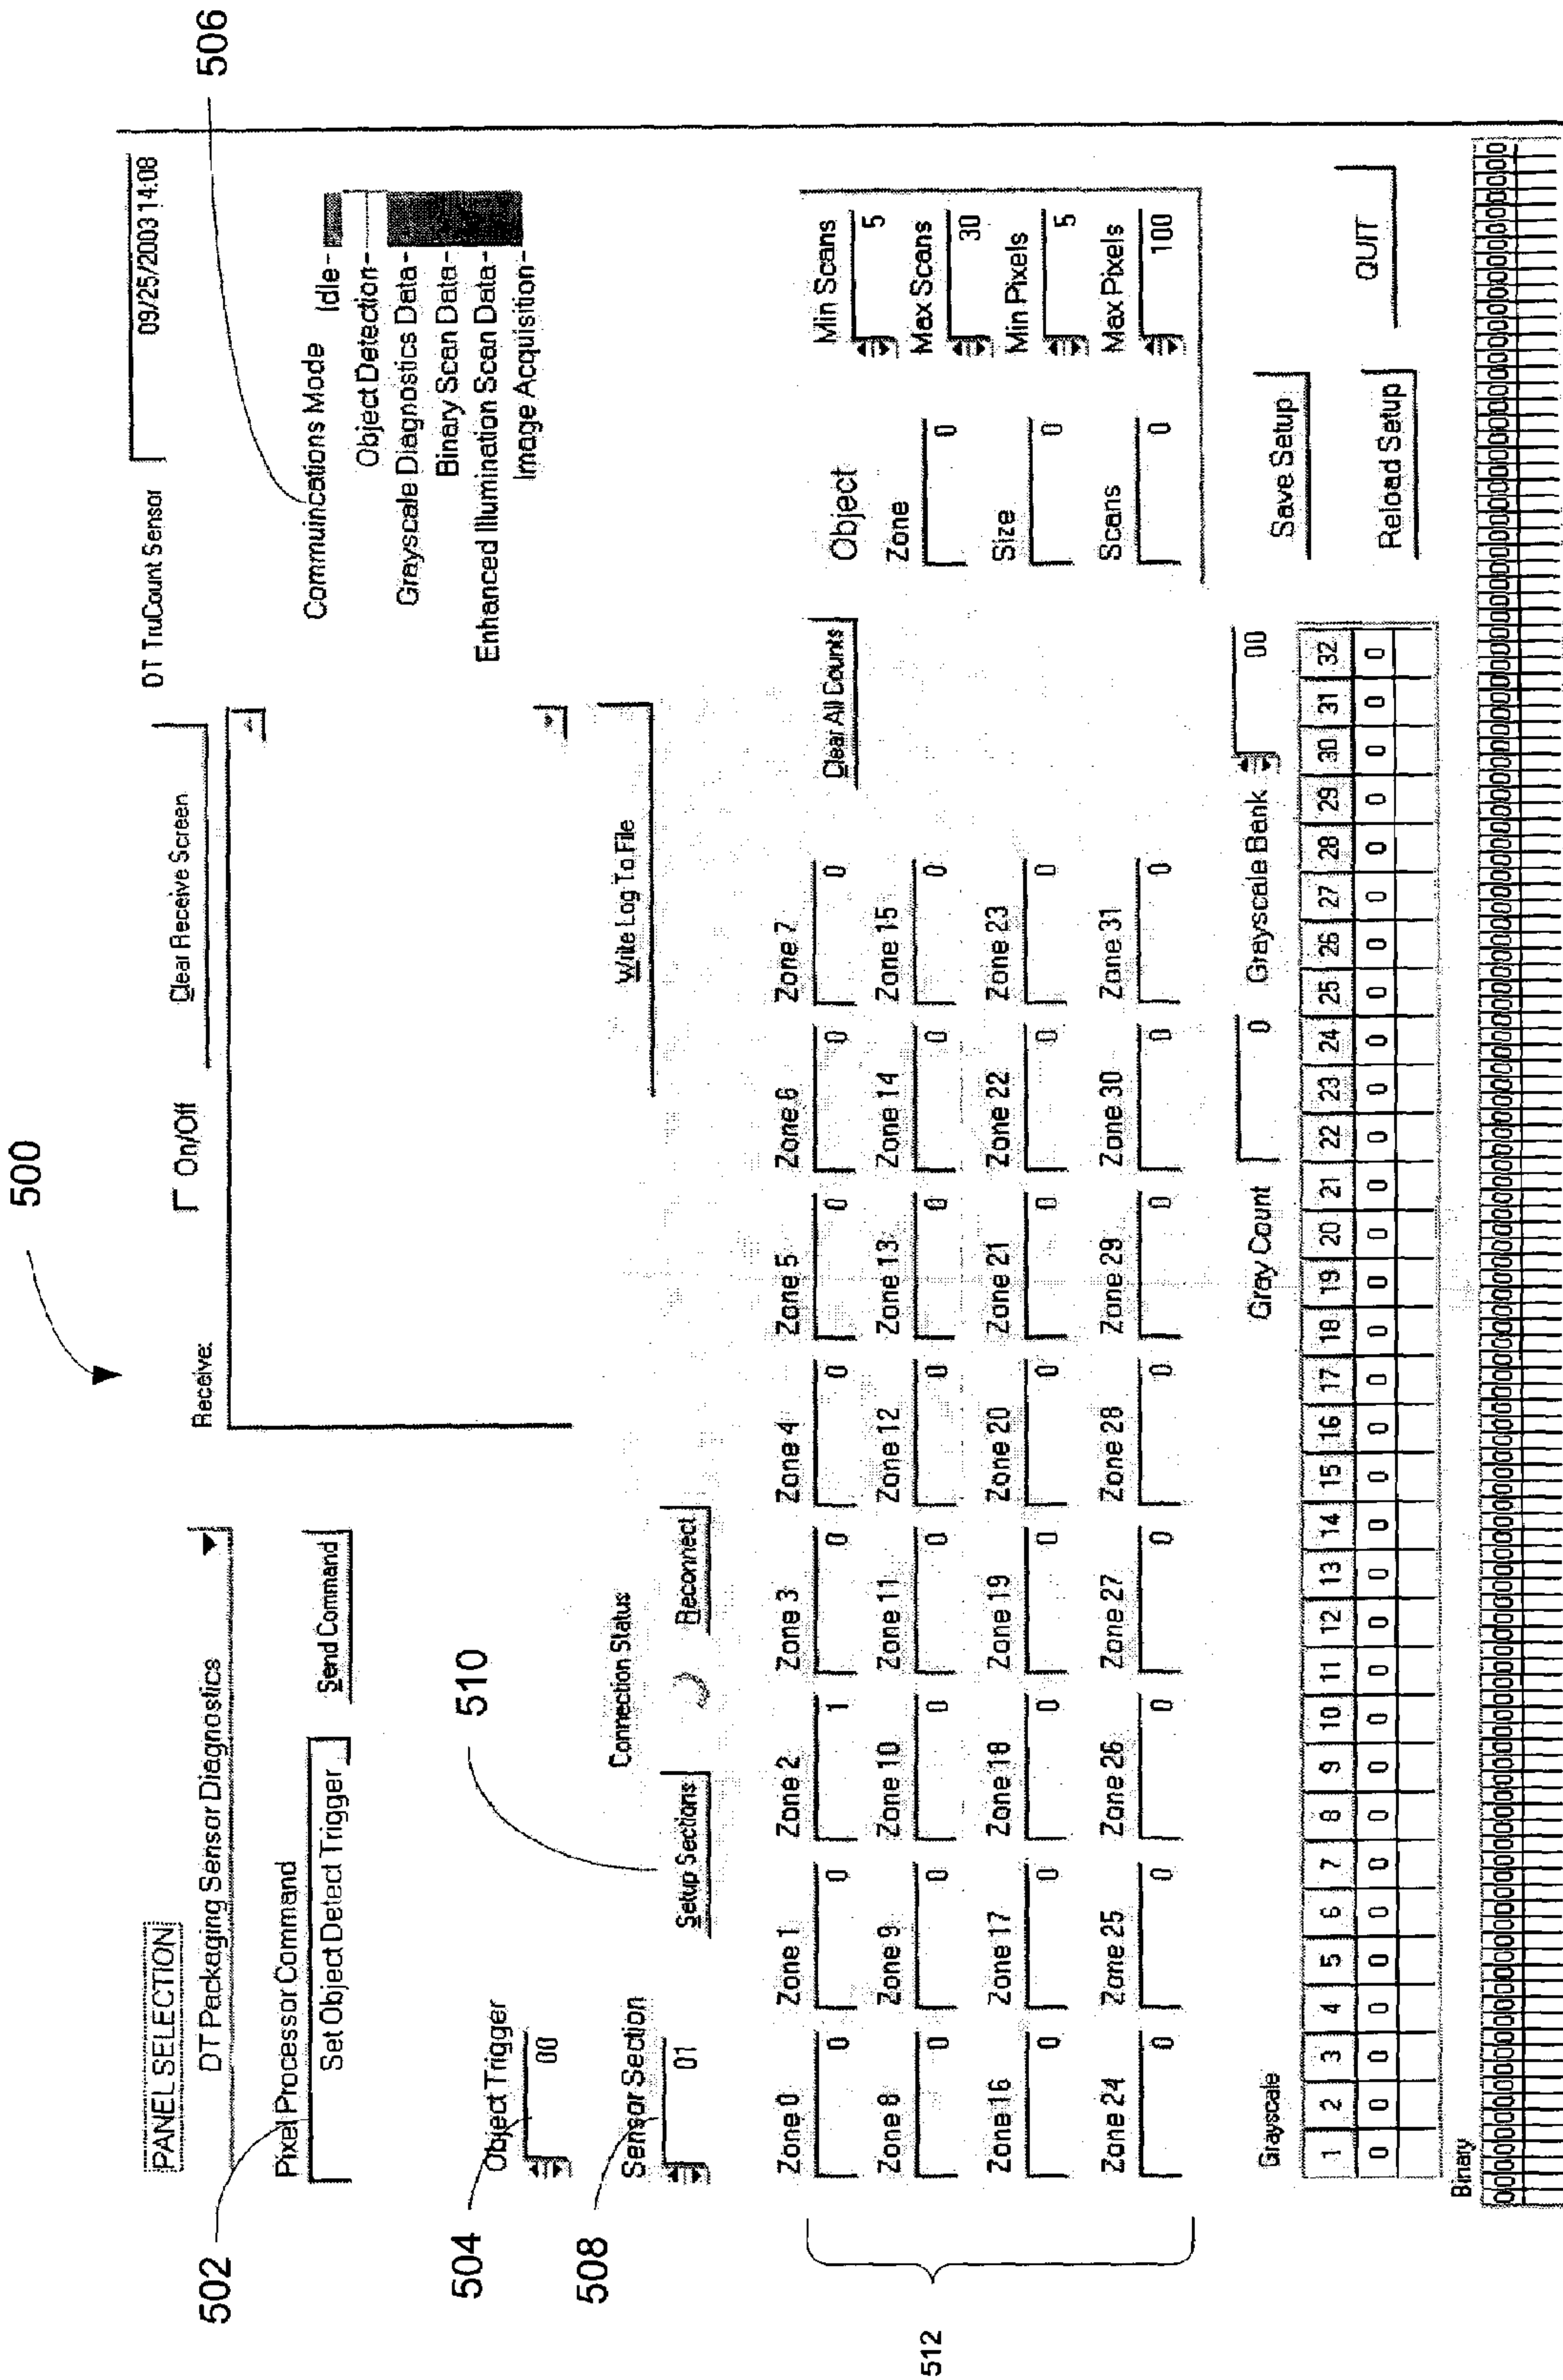 500
PANEL SELECTION
DT Packaging Sensor Diagnostics
Receive:
On/Off
Clear Receive Screen
DT TruCount Sensor
09/25/2003 14:08
502
Pixel Processor Command
Set Object Detect Trigger
Send Command
506
Commuincations Mode
Idle-
Object Detection-
Grayscale Diagnostics Data-
Binary Scan Data-
Enhanced Illumination Scan Data-
Image Acquisition-
504
Object Trigger
00
508
Sensor Section
01
510
Setup Sections
Connection Status
Reconnect
Write Log To File
512
Zone 0 Zone 1 Zone 2 Zone 3 Zone 4 Zone 5 Zone 6 Zone 7
0 0 1 0 0 0 0 0
Zone 8 Zone 9 Zone 10 Zone 11 Zone 12 Zone 13 Zone 14 Zone 15
0 0 0 0 0 0 0 0
Zone 16 Zone 17 Zone 18 Zone 19 Zone 20 Zone 21 Zone 22 Zone 23
0 0 0 0 0 0 0 0
Zone 24 Zone 25 Zone 26 Zone 27 Zone 28 Zone 29 Zone 30 Zone 31
0 0 0 0 0 0 0 0
Clear All Counts
Object
Zone
0
Size
0
Scans
0
Min Scans
5
Max Scans
30
Min Pixels
5
Max Pixels
100
Gray Count
0
Grayscale Bank
00
Save Setup
Reload Setup
QUIT
Grayscale
1 2 3 4 5 6 7 8 9 10 11 12 13 14 15 16 17 18 19 20 21 22 23 24 25 26 27 28 29 30 31 32
0 0 0 0 0 0 0 0 0 0 0 0 0 0 0 0 0 0 0 0 0 0 0 0 0 0 0 0 0 0 0 0
Binary